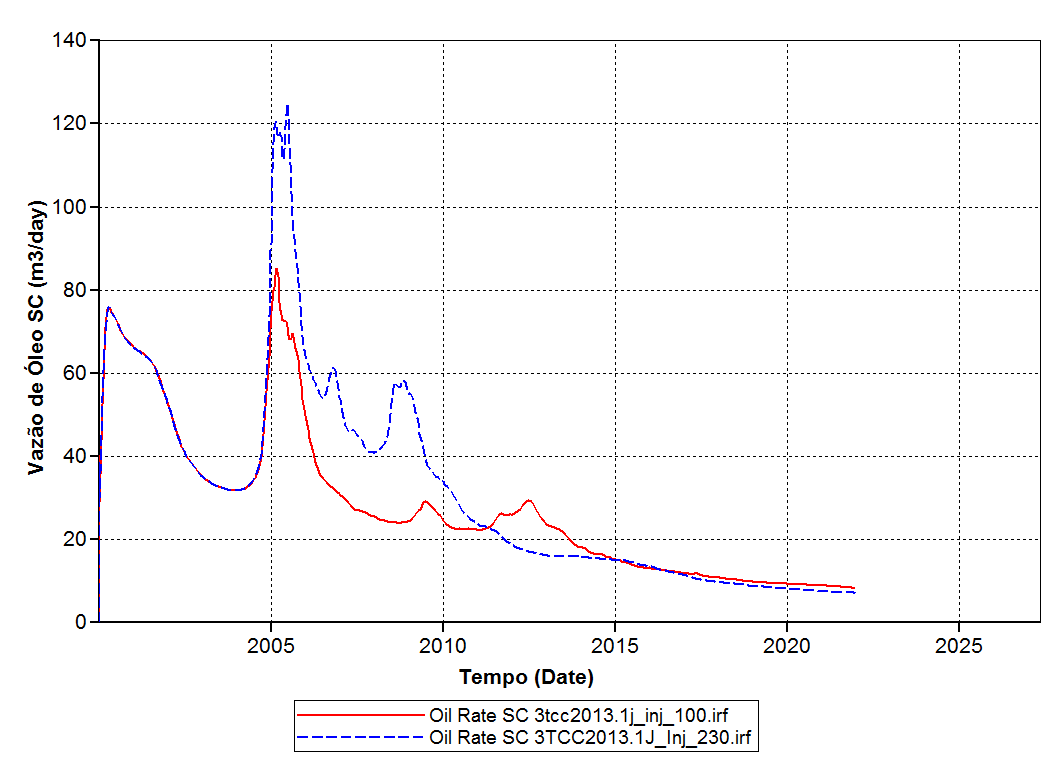 140
120
100
80
60
40
20
0
Vazão de Óleo SC (m3/day)
2005 2010 2015 2020 2025
Tempo (Date)
Oil Rate SC 3tcc2013.1j_inj_100.irf
Oil Rate SC 3TCC2013.1J_Inj_230.irf